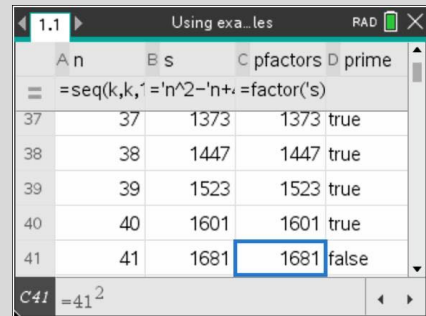 1.1 Using exa...les RAD
A n B s C pfactors D prime
= =seq(k,k,1 ='n^2-'n+4 =factor('s)
37 37 1373 1373 true
38 38 1447 1447 true
39 39 1523 1523 true
40 40 1601 1601 true
41 41 1681 1681 false
C41 =41²